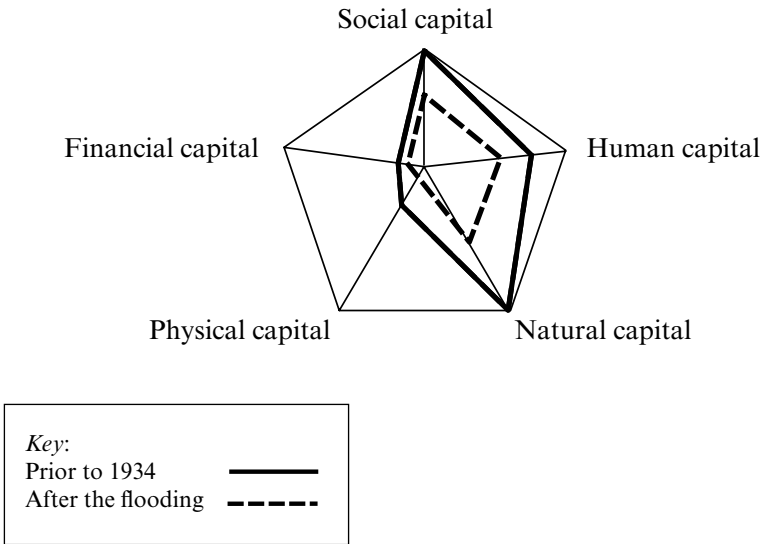 Social capital
Financial capital
Human capital
Physical capital
Natural capital
Key:
Prior to 1934
After the flooding